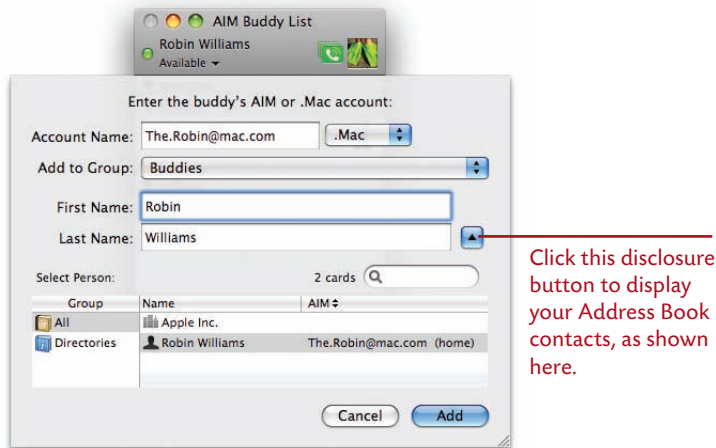 AIM Buddy List
Robin Williams
Available
Enter the buddy's AIM or .Mac account:
Account Name: The.Robin@mac.com .Mac
Add to Group: Buddies
First Name: Robin
Last Name: Williams
Click this disclosure
button to display
your Address Book
contacts, as shown
here.
Select Person: 2 cards
Group Name AIM
All Apple Inc.
Directories Robin Williams The.Robin@mac.com (home)
Cancel Add